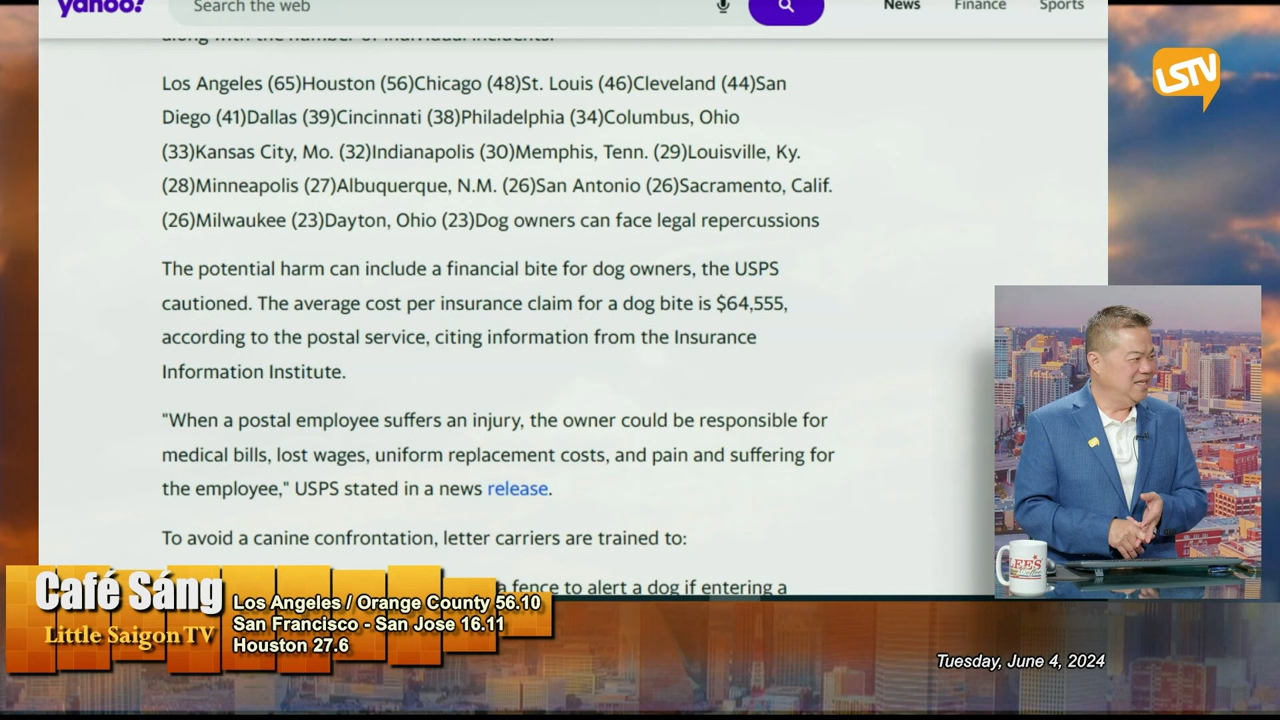 yahoo!
Search the web
News
Finance
Sports
along with the number of individual incidents.
Los Angeles (65)Houston (56)Chicago (48)St. Louis (46)Cleveland (44)San
Diego (41)Dallas (39)Cincinnati (38)Philadelphia (34)Columbus, Ohio
(33)Kansas City, Mo. (32)Indianapolis (30)Memphis, Tenn. (29)Louisville, Ky.
(28)Minneapolis (27)Albuquerque, N.M. (26)San Antonio (26)Sacramento, Calif.
(26)Milwaukee (23)Dayton, Ohio (23)Dog owners can face legal repercussions
The potential harm can include a financial bite for dog owners, the USPS
cautioned. The average cost per insurance claim for a dog bite is $64,555,
according to the postal service, citing information from the Insurance
Information Institute.
"When a postal employee suffers an injury, the owner could be responsible for
medical bills, lost wages, uniform replacement costs, and pain and suffering for
the employee," USPS stated in a news release.
To avoid a canine confrontation, letter carriers are trained to:
a fence to alert a dog if entering a
LSTV
LEE'S
Café Sáng
Little Saigon TV
Los Angeles / Orange County 56.10
San Francisco - San Jose 16.11
Houston 27.6
Tuesday, June 4, 2024